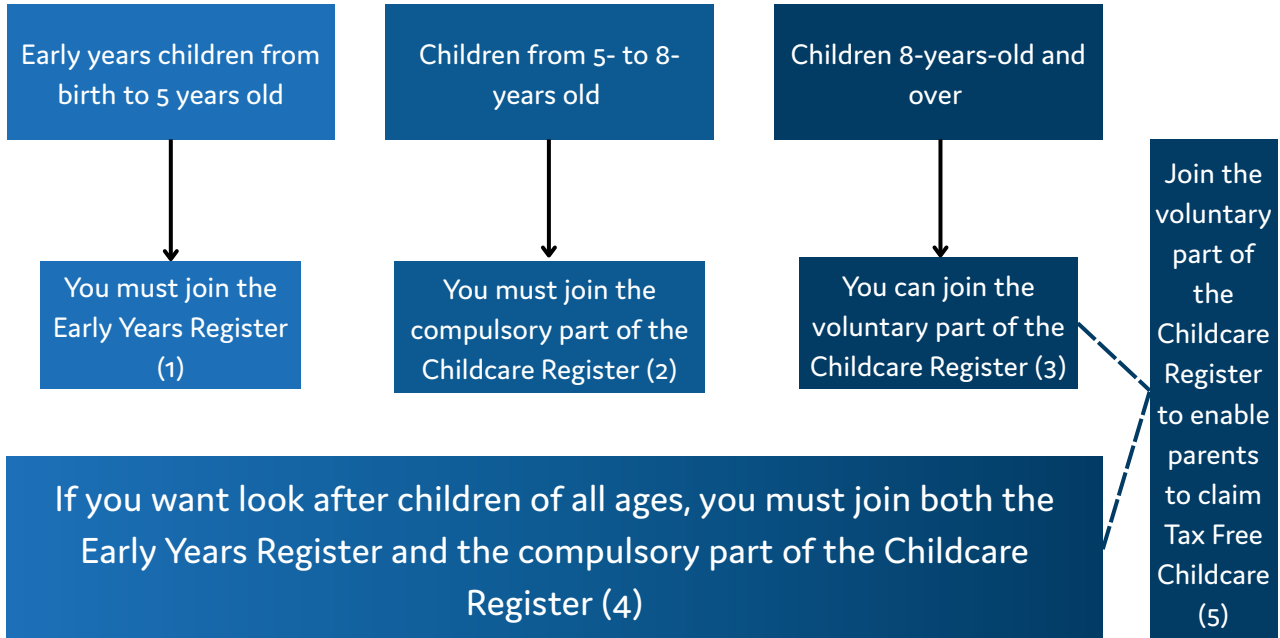 Early years children from
birth to 5 years old
Children from 5- to 8-
years old
Children 8-years-old and
over
You must join the
Early Years Register
(1)
You must join the
compulsory part of the
Childcare Register (2)
You can join the
voluntary part of the
Childcare Register (3)
If you want look after children of all ages, you must join both the
Early Years Register and the compulsory part of the Childcare
Register (4)
Join the
voluntary
part of
the
Childcare
Register
to enable
parents
to claim
Tax Free
Childcare
(5)